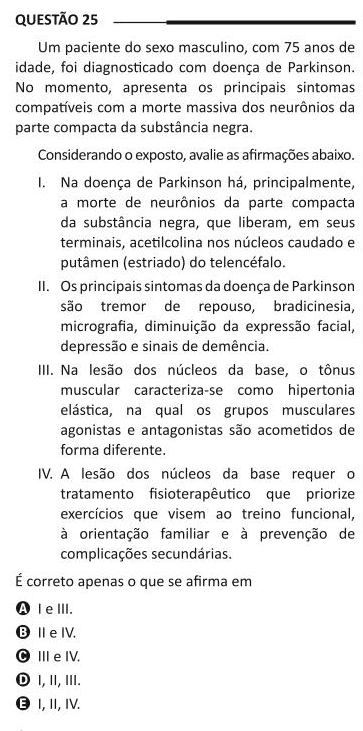 QUESTÃO 25
Um paciente do sexo masculino, com 75 anos de
idade, foi diagnosticado com doença de Parkinson.
No momento, apresenta os principais sintomas
compatíveis com a morte massiva dos neurônios da
parte compacta da substância negra.
Considerando o exposto, avalie as afirmações abaixo.
I. Na doença de Parkinson há, principalmente,
a morte de neurônios da parte compacta
da substância negra, que liberam, em seus
terminais, acetilcolina nos núcleos caudado e
putâmen (estriado) do telencéfalo.
II. Os principais sintomas da doença de Parkinson
são tremor de repouso, bradicinesia,
micrografia, diminuição da expressão facial,
depressão e sinais de demência.
III. Na lesão dos núcleos da base, o tônus
muscular caracteriza-se como hipertonia
elástica, na qual os grupos musculares
agonistas e antagonistas são acometidos de
forma diferente.
IV. A lesão dos núcleos da base requer o
tratamento fisioterapêutico que priorize
exercícios que visem ao treino funcional,
à orientação familiar e à prevenção de
complicações secundárias.
É correto apenas o que se afirma em
A I e III.
B II e IV.
C III e IV.
D I, II, III.
E I, II, IV.